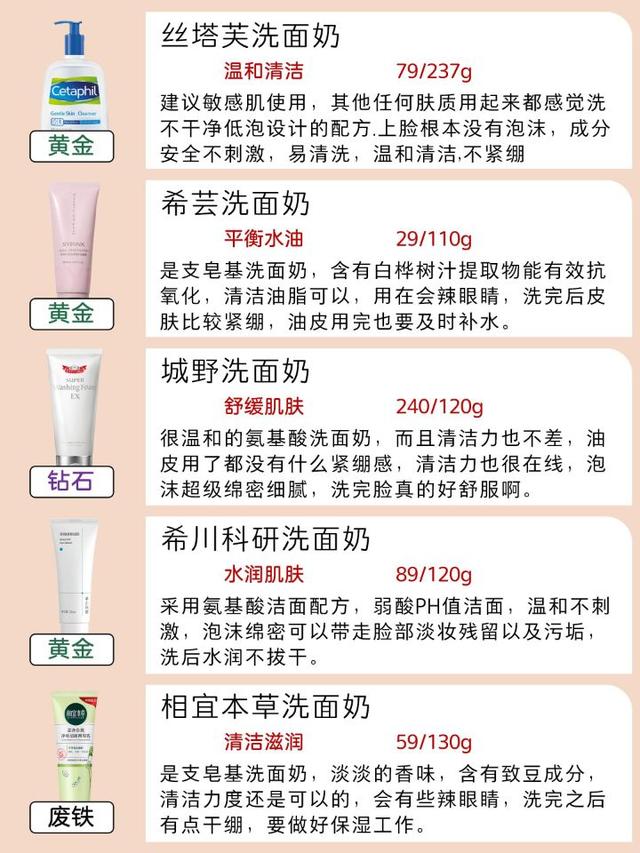 丝塔芙洗面奶
温和清洁 79/237g
建议敏感肌使用，其他任何肤质用起来都感觉洗
不干净低泡设计的配方.上脸根本没有泡沫，成分
安全不刺激，易清洗，温和清洁,不紧绷
Cetaphil
Gentle Skin Cleanser
黄金
希芸洗面奶
平衡水油 29/110g
是支皂基洗面奶，含有白桦树汁提取物能有效抗
氧化，清洁油脂可以，用在会辣眼睛，洗完后皮
肤比较紧绷，油皮用完也要及时补水。
黄金
城野洗面奶
舒缓肌肤 240/120g
很温和的氨基酸洗面奶，而且清洁力也不差，油
皮用了都没有什么紧绷感，清洁力也很在线，泡
沫超级绵密细腻，洗完脸真的好舒服啊。
SUPER
Washing Foam
EX
钻石
希川科研洗面奶
水润肌肤 89/120g
采用氨基酸洁面配方，弱酸PH值洁面，温和不刺
激，泡沫绵密可以带走脸部淡妆残留以及污垢，
洗后水润不拔干。
黄金
相宜本草洗面奶
清洁滋润 59/130g
是支皂基洗面奶，淡淡的香味，含有致豆成分，
清洁力度还是可以的，会有些辣眼睛，洗完之后
有点干绷，要做好保湿工作。
相宜本草
废铁